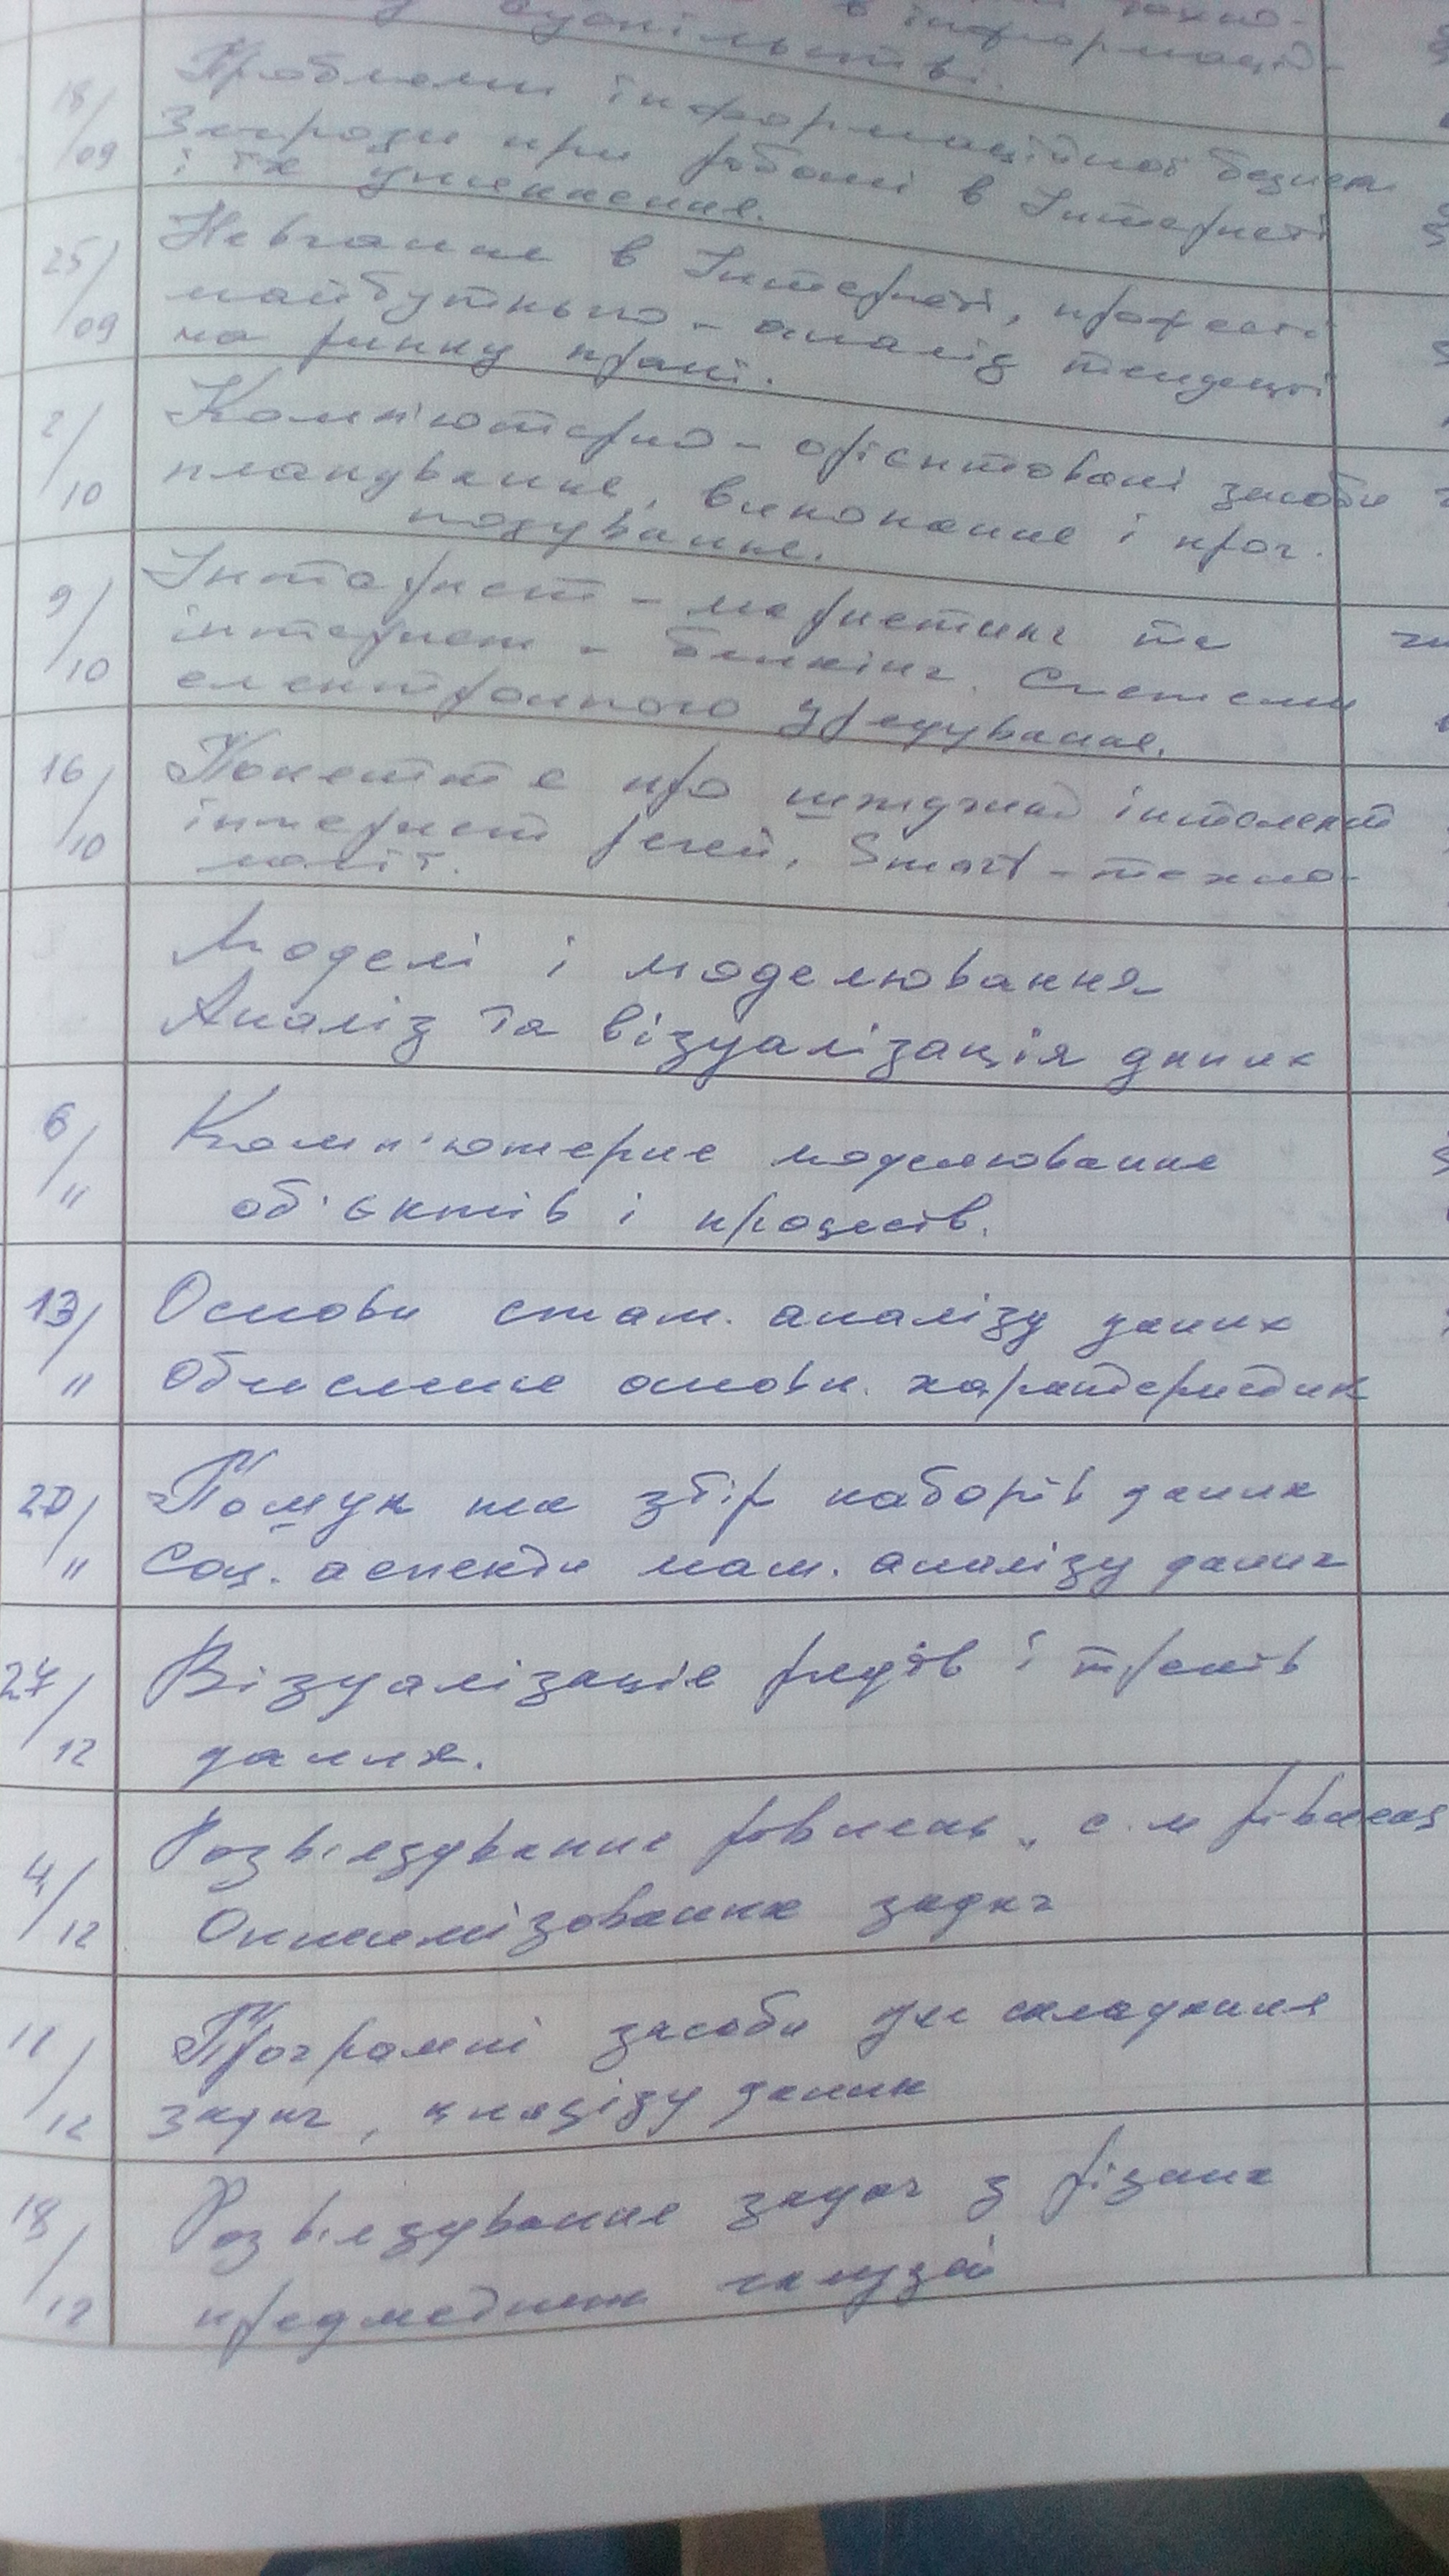 в інформацій-
суспільстві.
18/09 Проблеми інформаційної безпеки
Загрози при роботі в Інтернеті
і їх уникнення.
25/09 Навчання в Інтернеті, професії
майбутнього - аналіз тенденцій
на ринку праці.
2/10 Комп'ютерно-орієнтовані засоби
планування, виконання і прог.
нозування.
9/10 Інтернет-маркетинг та
інтернет-банкінг. Системи
електронного урядування.
16/10 Поняття про штучний інтелект
інтернет речей, Smart-техно-
логії.
Моделі і моделювання
Аналіз та візуалізація даних
6/11 Комп'ютерне моделювання
об'єктів і процесів.
13/11 Основи стат. аналізу даних
Обчислення основн. характеристик
20/11 Пошук та збір наборів даних
Соц. аспекти мат. аналізу даних
27/12 Візуалізація рядів і трендів
даних.
4/12 Розв'язування рівнень, с-м рівнень
Оптимізованих задач
11/12 Програмні засоби для складання
задач, аналізу даних
18/12 Розв'язування задач з різних
предметних галузей